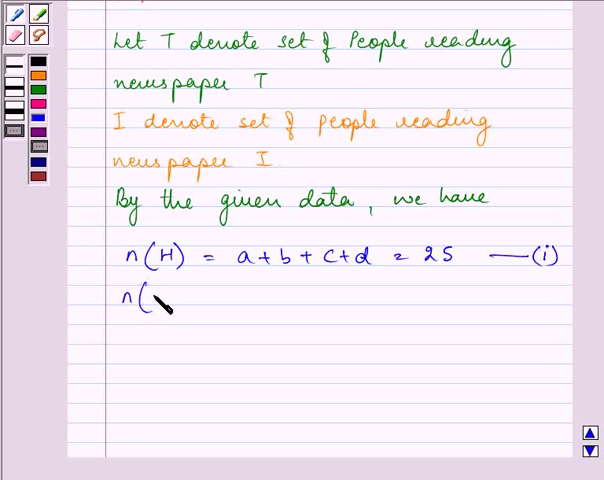 Let T denote set of People reading
newspaper T
I denote set of people reading
newspaper I
By the given data, we have
n(H) = a+b+c+d = 25 —(i)
n(